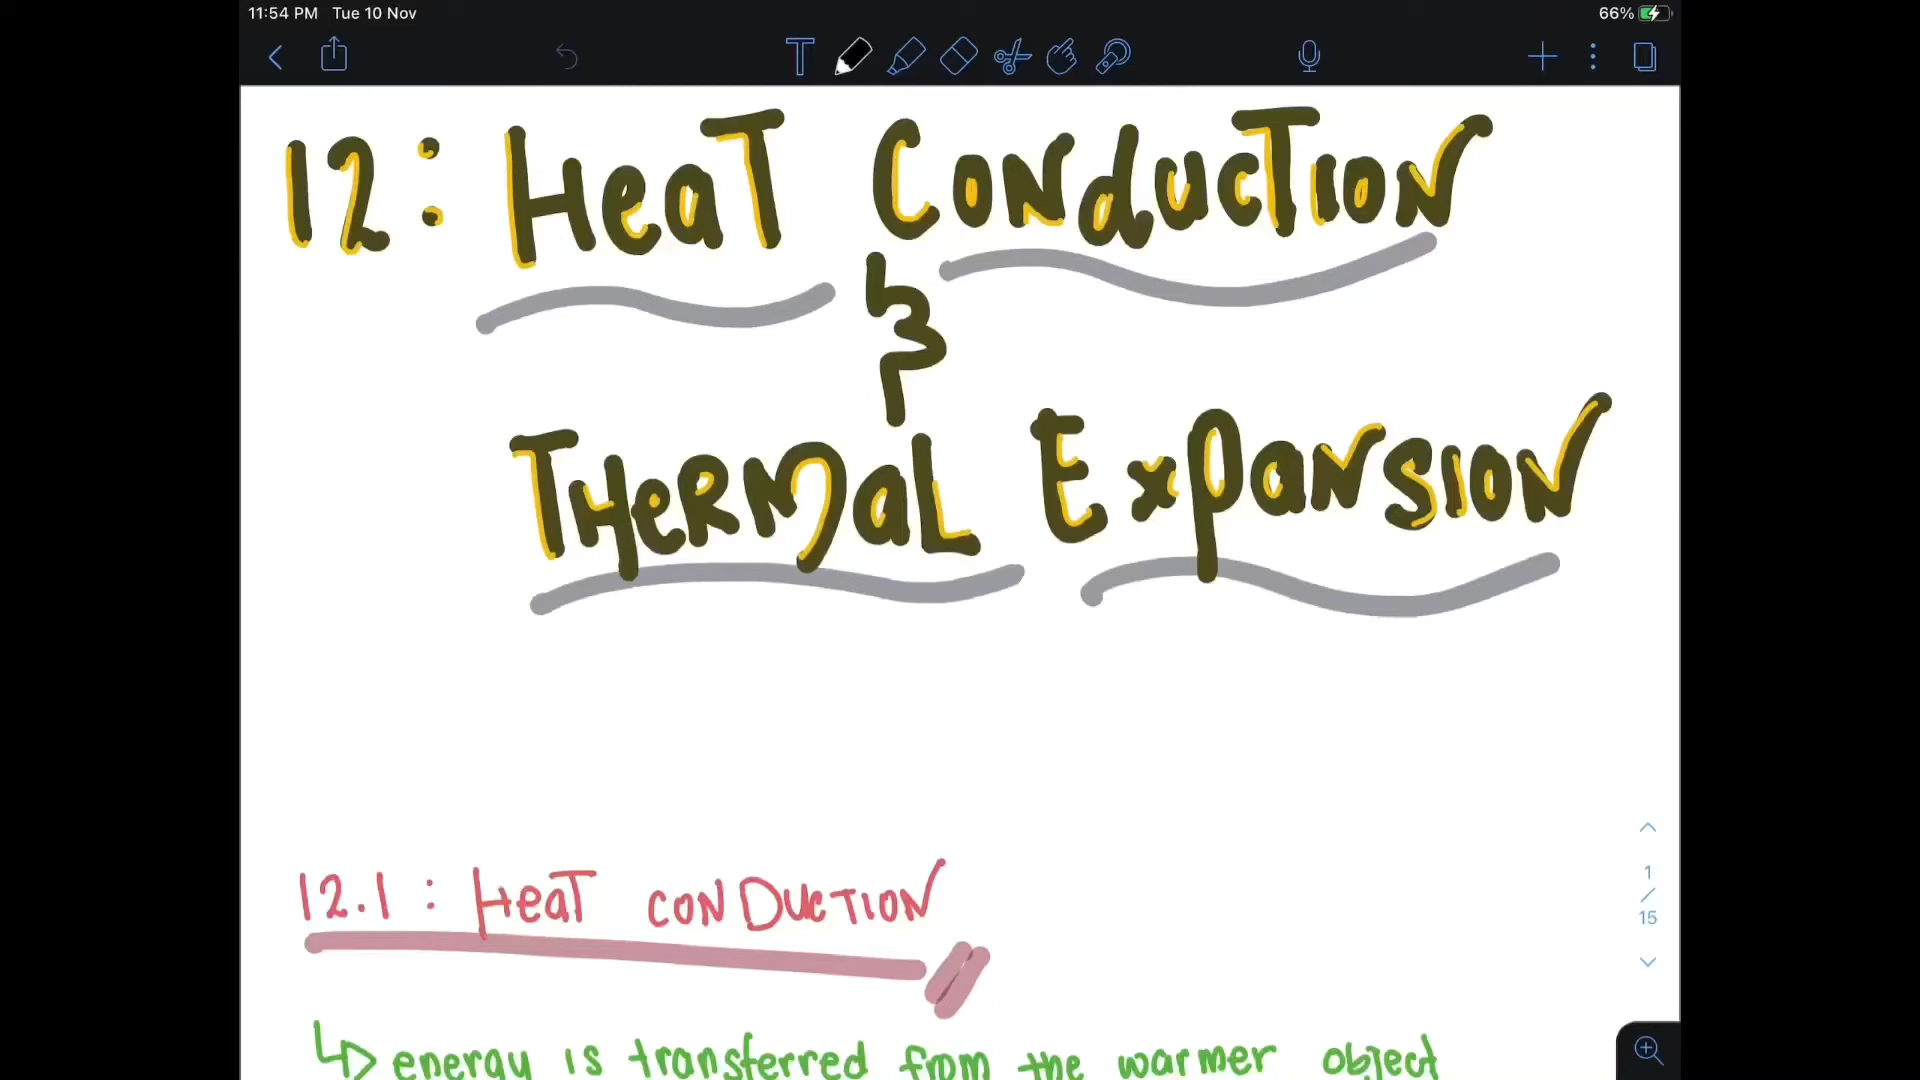 11:54 PM Tue 10 Nov
66%
12: HeaT ConducTION
&
THeRMaL ExpansION
12.1 : HeaT conDucTION
1
/
15
↳ energy is transferred from the warmer object